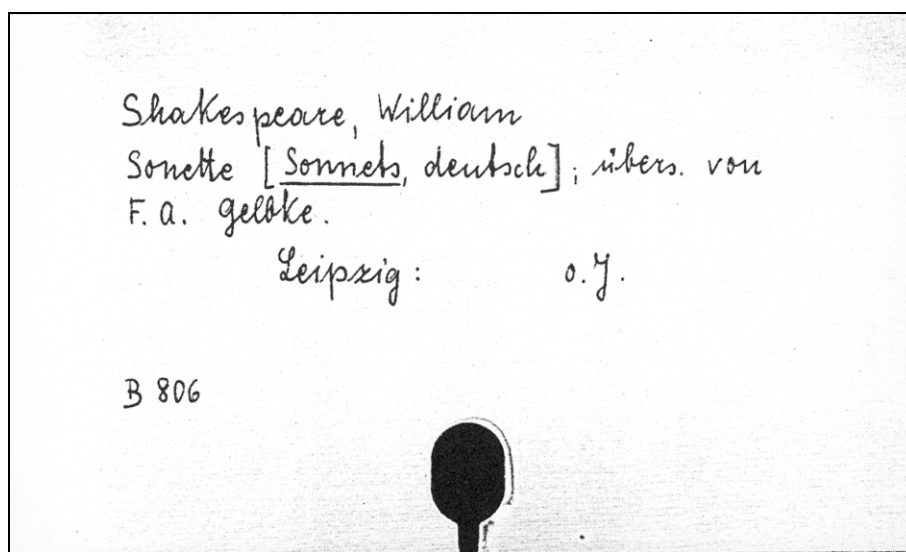 Shakespeare, William
Sonette [Sonnets, deutsch]; übers. von
F. A. Gelbke.
Leipzig: o. J.
B 806